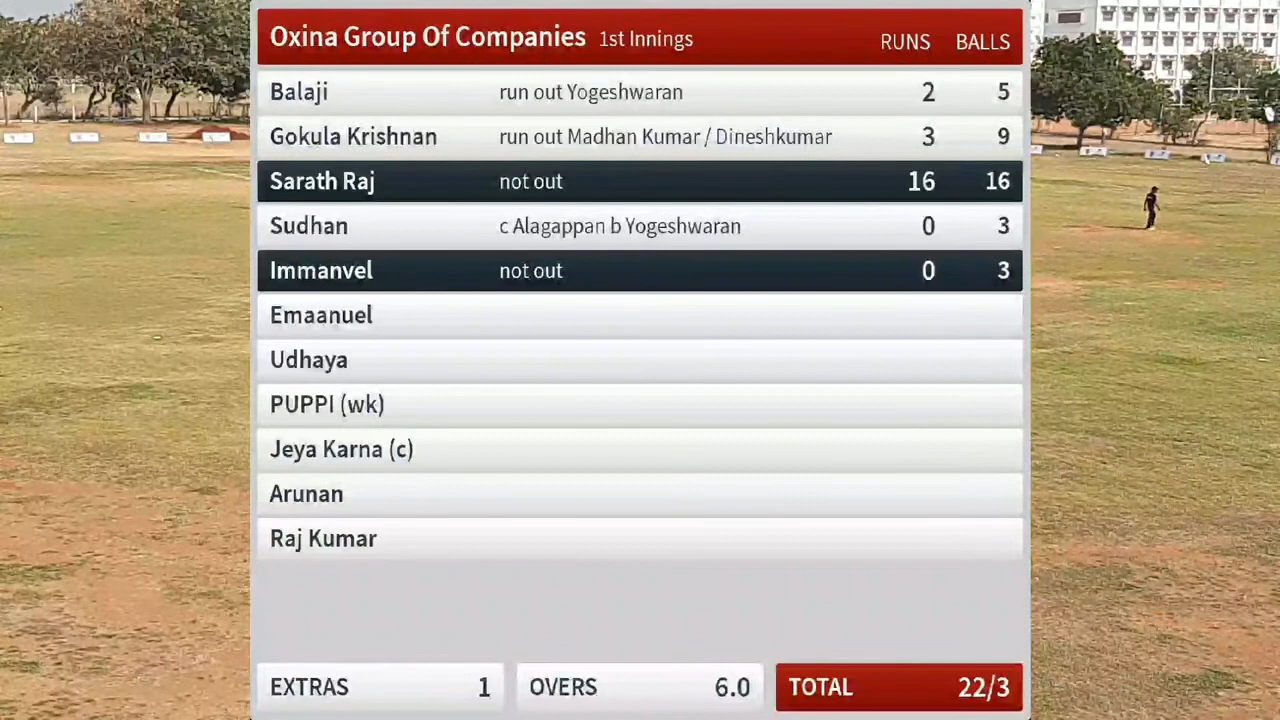 Oxina Group Of Companies 1st Innings RUNS BALLS
Balaji run out Yogeshwaran 2 5
Gokula Krishnan run out Madhan Kumar / Dineshkumar 3 9
Sarath Raj not out 16 16
Sudhan c Alagappan b Yogeshwaran 0 3
Immanvel not out 0 3
Emaanuel
Udhaya
PUPPI (wk)
Jeya Karna (c)
Arunan
Raj Kumar
EXTRAS 1 OVERS 6.0 TOTAL 22/3